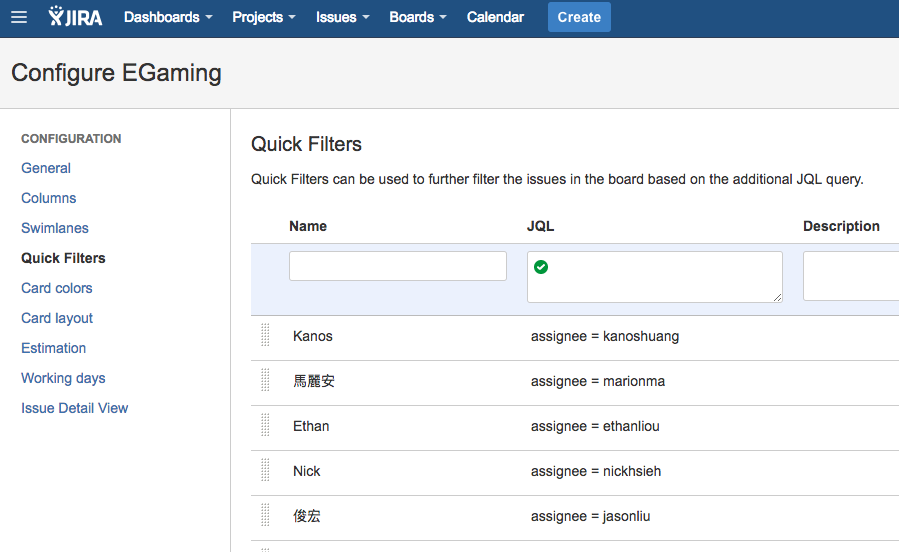 JIRA Dashboards Projects Issues Boards Calendar Create
Configure EGaming
CONFIGURATION
General
Columns
Swimlanes
Quick Filters
Card colors
Card layout
Estimation
Working days
Issue Detail View
Quick Filters
Quick Filters can be used to further filter the issues in the board based on the additional JQL query.
Name JQL Description
Kanos assignee = kanoshuang
馬麗安 assignee = marionma
Ethan assignee = ethanliou
Nick assignee = nickhsieh
俊宏 assignee = jasonliu